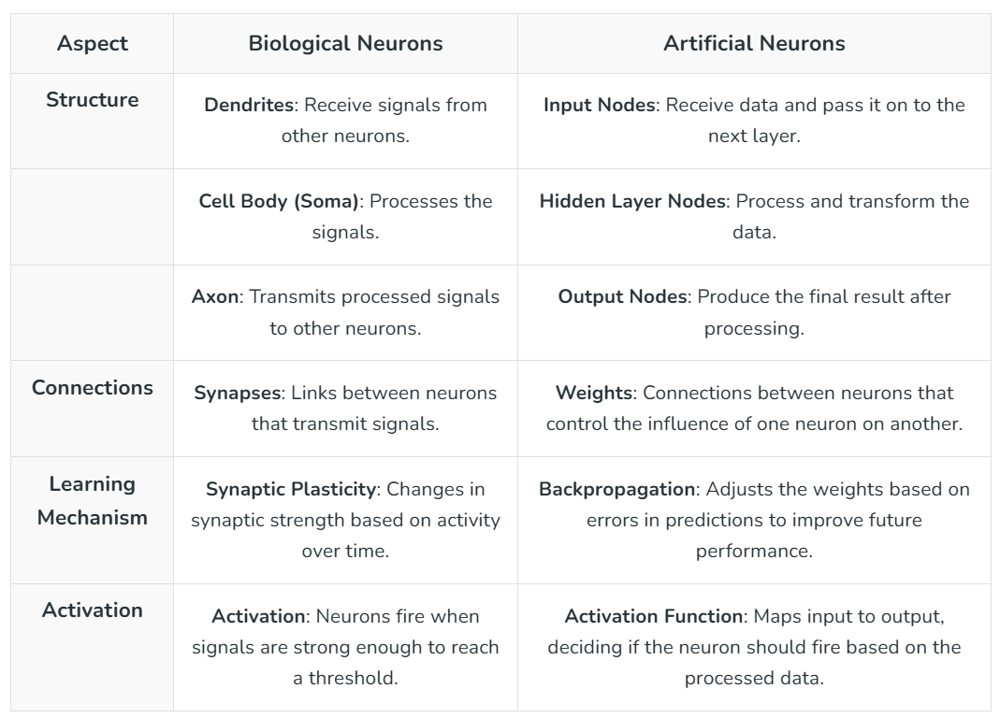 Aspect
Biological Neurons
Artificial Neurons
Structure
Dendrites: Receive signals from
other neurons.
Input Nodes: Receive data and pass it on to the
next layer.
Cell Body (Soma): Processes the
signals.
Hidden Layer Nodes: Process and transform the
data.
Axon: Transmits processed signals
to other neurons.
Output Nodes: Produce the final result after
processing.
Connections
Synapses: Links between neurons
that transmit signals.
Weights: Connections between neurons that
control the influence of one neuron on another.
Learning
Mechanism
Synaptic Plasticity: Changes in
synaptic strength based on activity
over time.
Backpropagation: Adjusts the weights based on
errors in predictions to improve future
performance.
Activation
Activation: Neurons fire when
signals are strong enough to reach
a threshold.
Activation Function: Maps input to output,
deciding if the neuron should fire based on the
processed data.